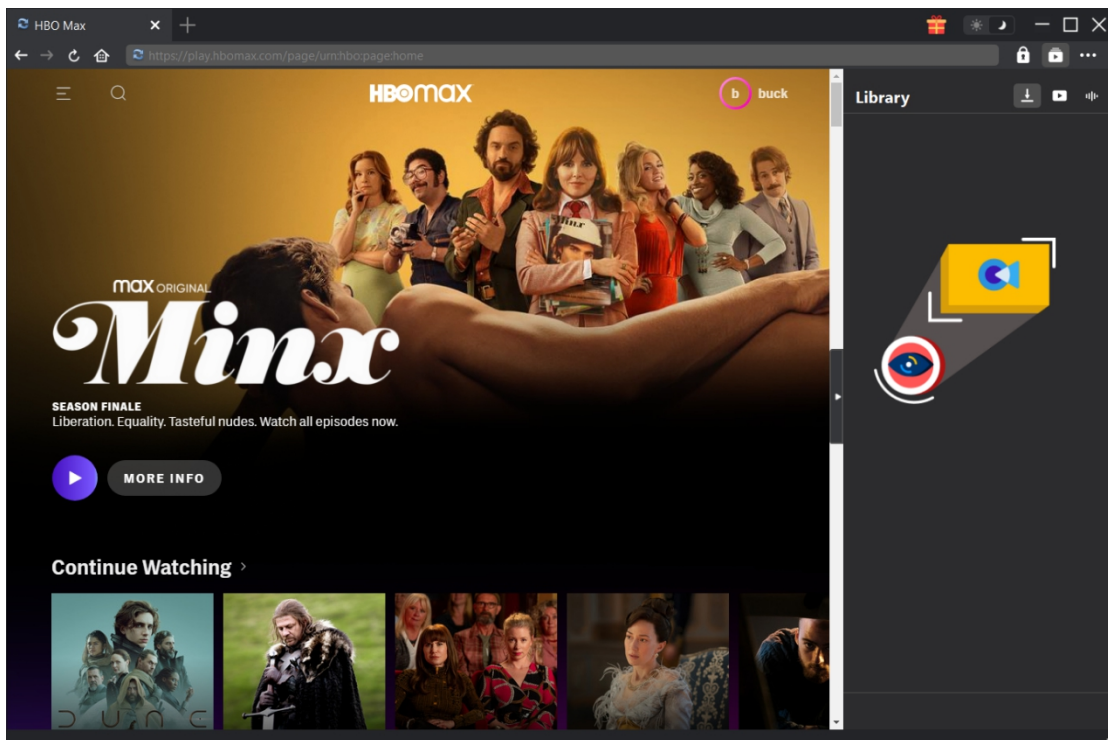 HBO Max
https://play.hbomax.com/page/urn:hbo:page:home
HBOMAX
b
buck
Library
Minx
max ORIGINAL
Minx
SEASON FINALE
Liberation. Equality. Tasteful nudes. Watch all episodes now.
MORE INFO
Continue Watching
DUNE